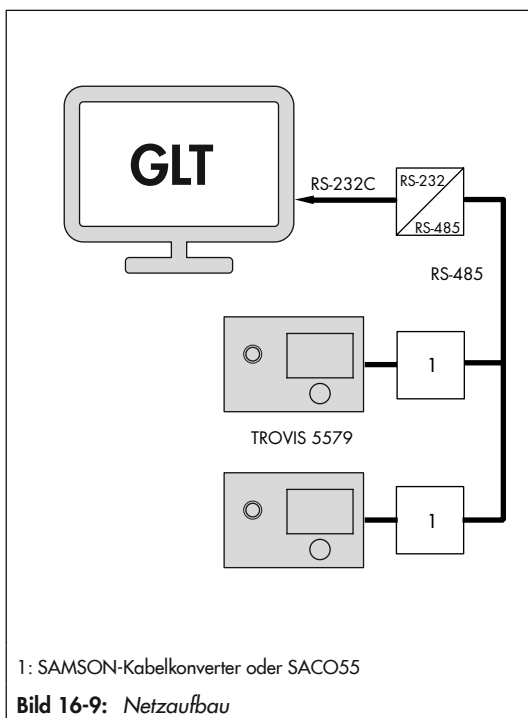 GLT
RS-232C
RS-232
RS-485
RS-485
1
TROVIS 5579
1
1: SAMSON-Kabelkonverter oder SACO55
Bild 16-9: Netzaufbau